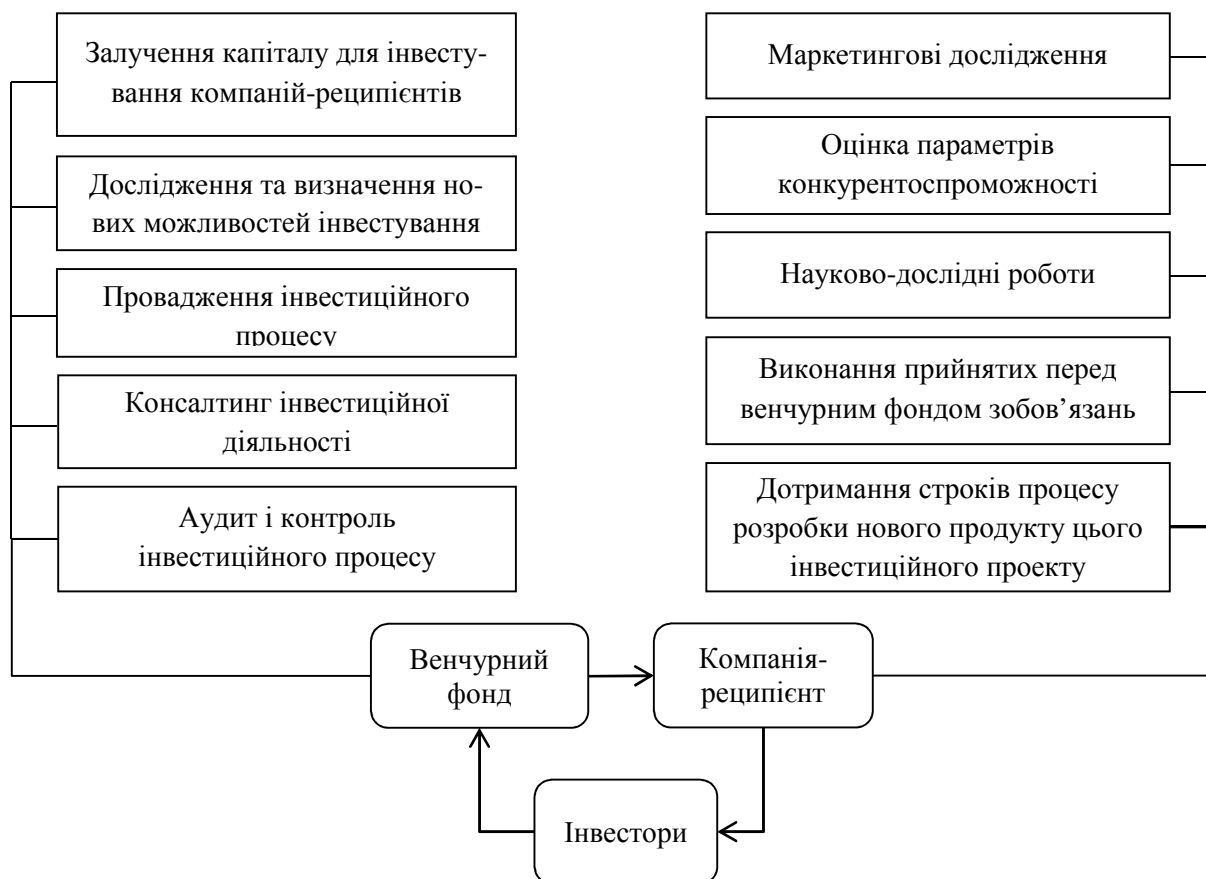 Залучення капіталу для інвесту-
вання компаній-реципієнтів
Дослідження та визначення но-
вих можливостей інвестування
Провадження інвестиційного
процесу
Консалтинг інвестиційної
діяльності
Аудит і контроль
інвестиційного процесу
Маркетингові дослідження
Оцінка параметрів
конкурентоспроможності
Науково-дослідні роботи
Виконання прийнятих перед
венчурним фондом зобов’язань
Дотримання строків процесу
розробки нового продукту цього
інвестиційного проекту
Венчурний
фонд
Компанія-
реципієнт
Інвестори